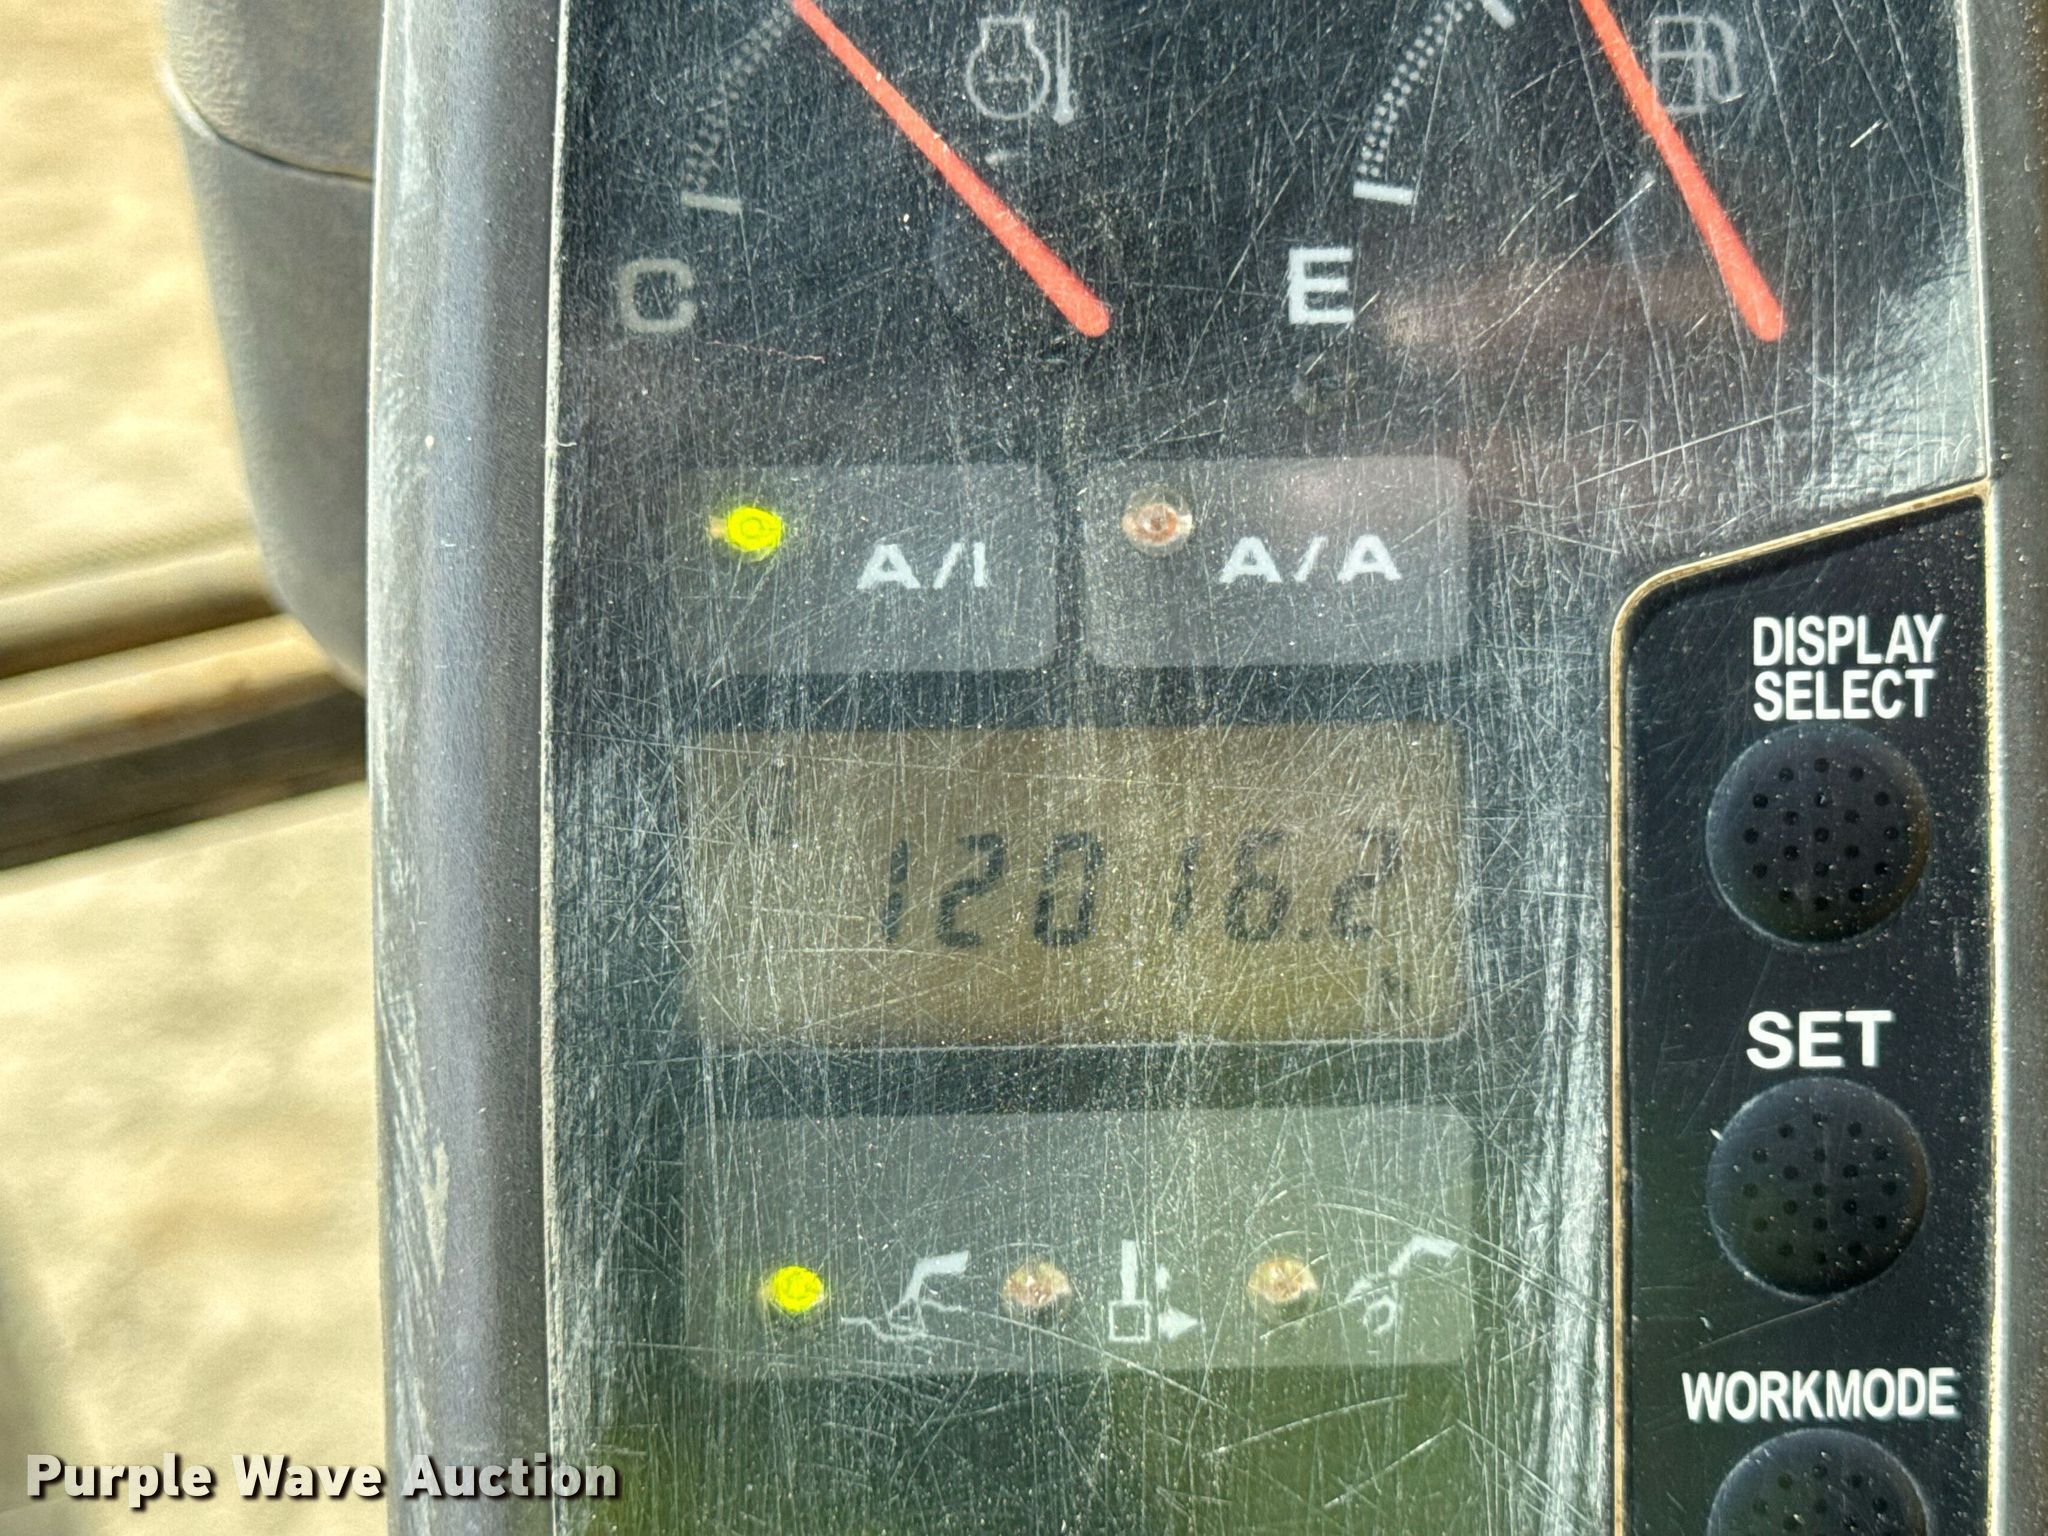 C
E
A/I
A/A
DISPLAY
SELECT
12016.2
SET
WORKMODE
Purple Wave Auction